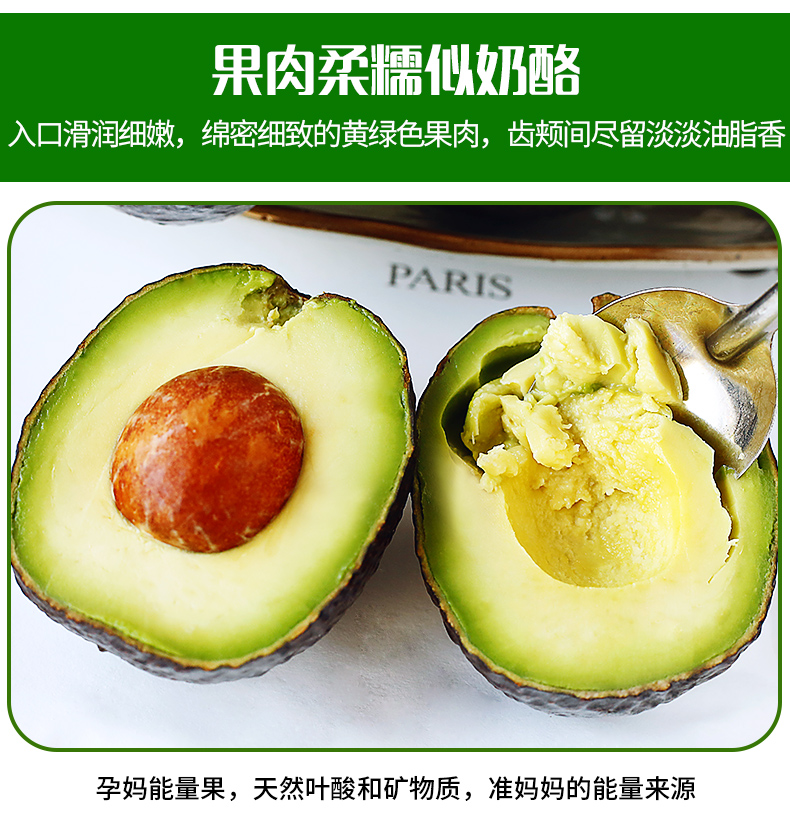 果肉柔糯似奶酪
入口滑润细嫩，绵密细致的黄绿色果肉，齿颊间尽留淡淡油脂香
PARIS
孕妈能量果，天然叶酸和矿物质，准妈妈的能量来源